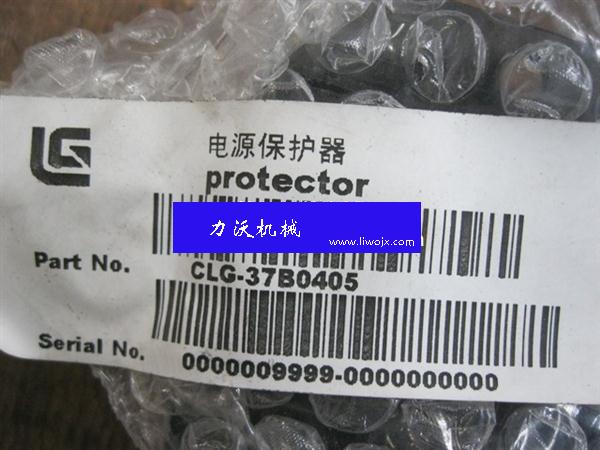 LG
电源保护器
protector
力沃机械
www.liwojx.com
Part No.
CLG-37B0405
Serial No.
0000009999-0000000000